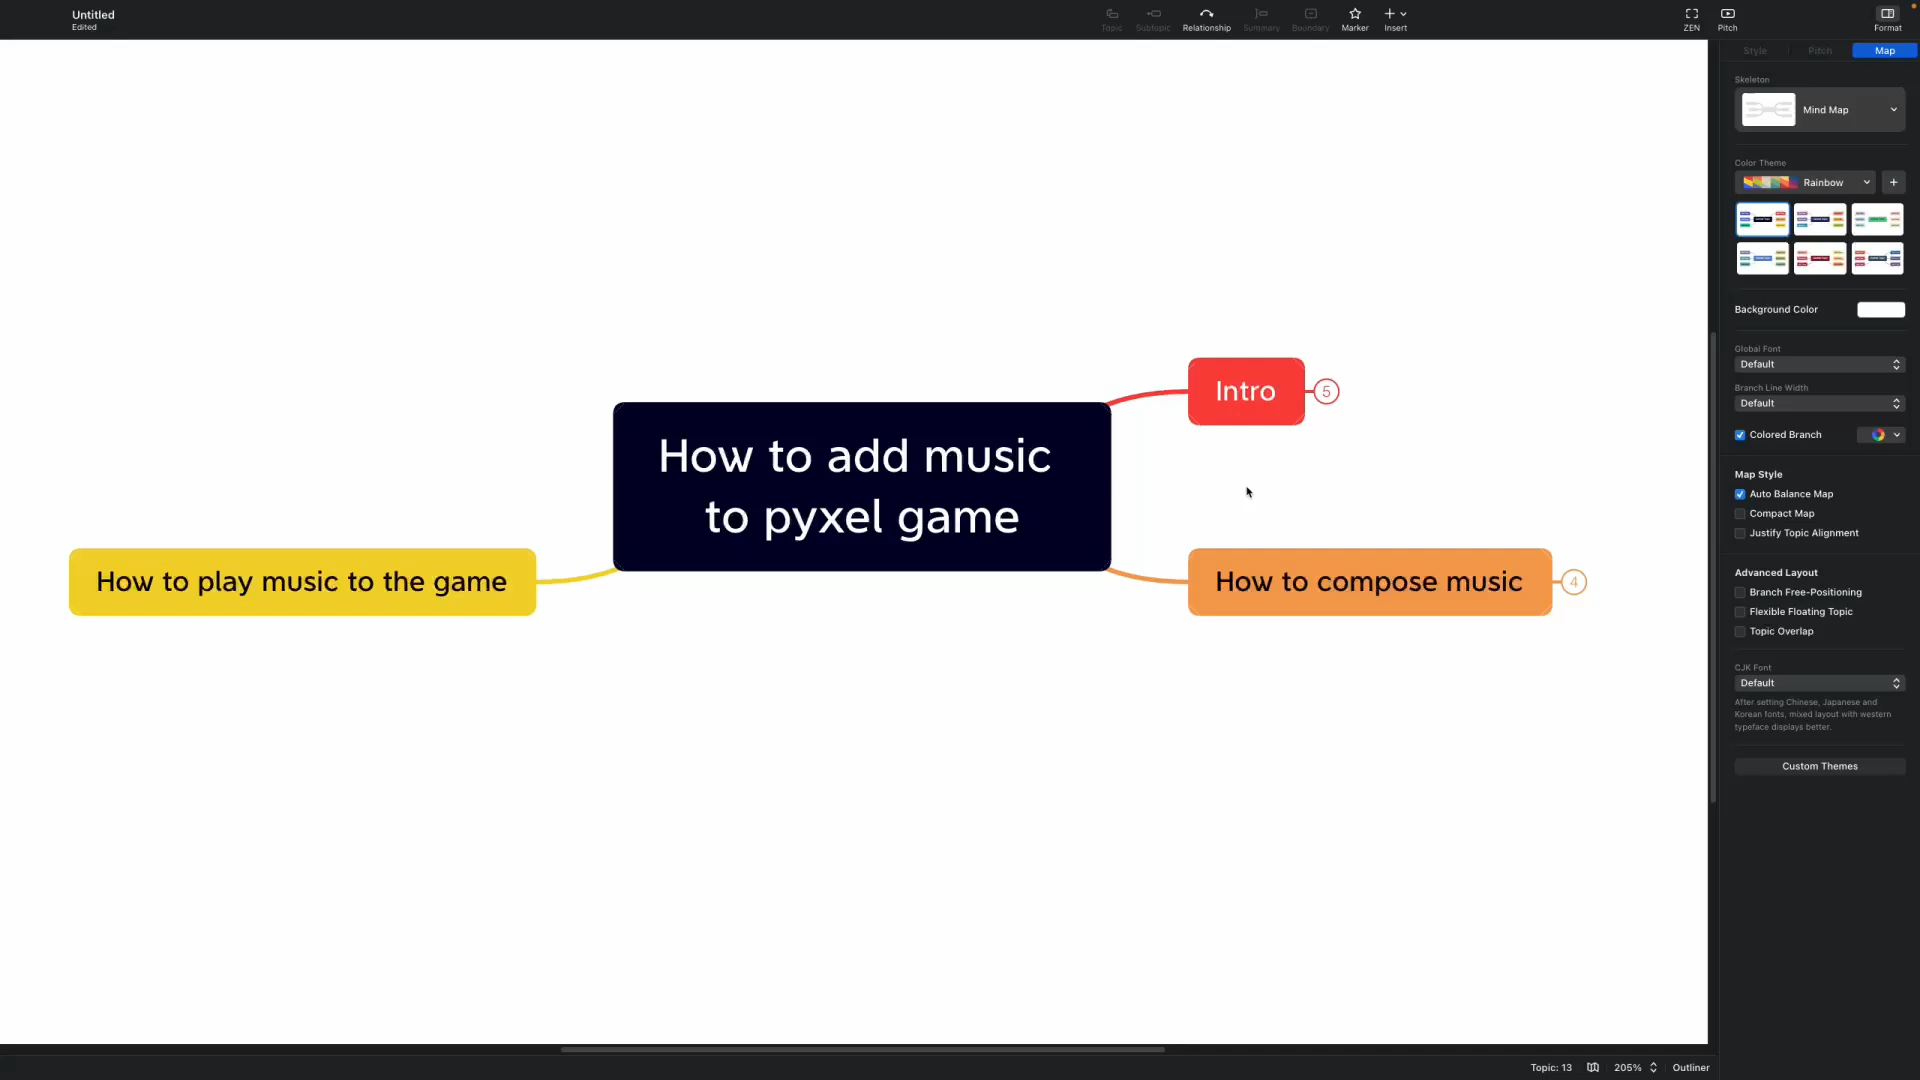 Untitled
Edited
Topic
Subtopic
Relationship
Summary
Boundary
Marker
Insert
ZEN
Pitch
Format
Style
Pitch
Map
Skeleton
Mind Map
Color Theme
Rainbow
Background Color
Global Font
Default
Branch Line Width
Default
Colored Branch
Map Style
Auto Balance Map
Compact Map
Justify Topic Alignment
Advanced Layout
Branch Free-Positioning
Flexible Floating Topic
Topic Overlap
CJK Font
Default
After setting Chinese, Japanese and
Korean fonts, mixed layout with western
typeface displays better.
Custom Themes
Intro
5
How to add music
to pyxel game
How to play music to the game
How to compose music
4
Topic: 13
205%
Outliner